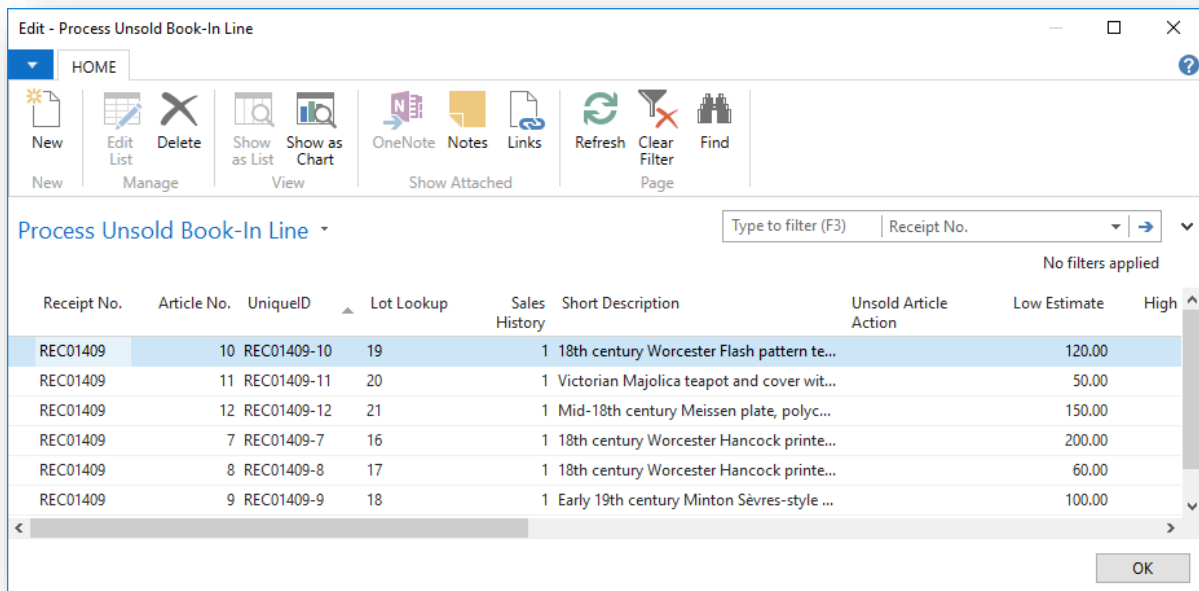 Edit - Process Unsold Book-In Line
HOME
New Edit List Delete Show as List Show as Chart OneNote Notes Links Refresh Clear Filter Find
New Manage View Show Attached Page
Process Unsold Book-In Line Type to filter (F3) Receipt No.
No filters applied
Receipt No. Article No. UniqueID Lot Lookup Sales History Short Description Unsold Article Action Low Estimate High
REC01409 10 REC01409-10 19 1 18th century Worcester Flash pattern te... 120.00
REC01409 11 REC01409-11 20 1 Victorian Majolica teapot and cover wit... 50.00
REC01409 12 REC01409-12 21 1 Mid-18th century Meissen plate, polyc... 150.00
REC01409 7 REC01409-7 16 1 18th century Worcester Hancock printe... 200.00
REC01409 8 REC01409-8 17 1 18th century Worcester Hancock printe... 60.00
REC01409 9 REC01409-9 18 1 Early 19th century Minton Sèvres-style ... 100.00
OK